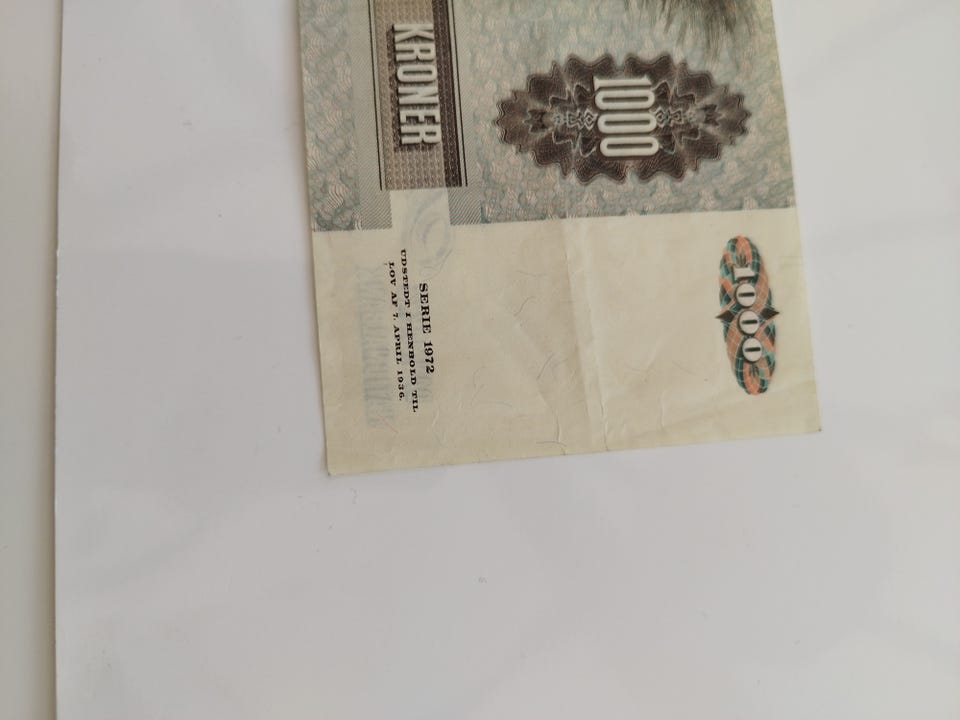 KRONER
1000
1000
SERIE 1972
UDSTEDT I HENHOLD TIL
LOV AF 7. APRIL 1936.